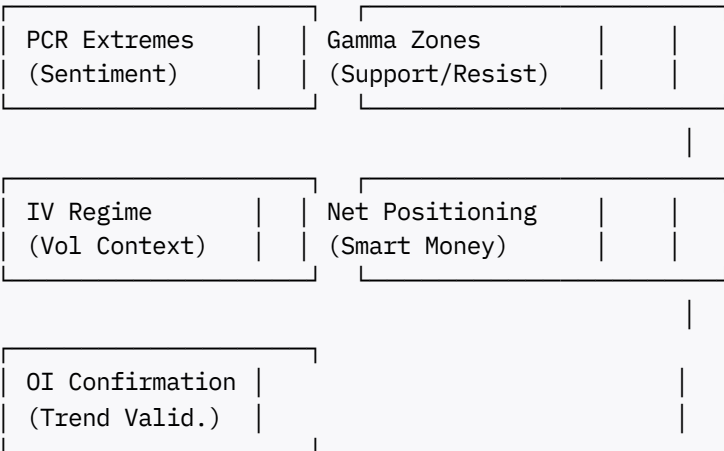 PCR Extremes
(Sentiment)
Gamma Zones
(Support/Resist)
IV Regime
(Vol Context)
Net Positioning
(Smart Money)
OI Confirmation
(Trend Valid.)